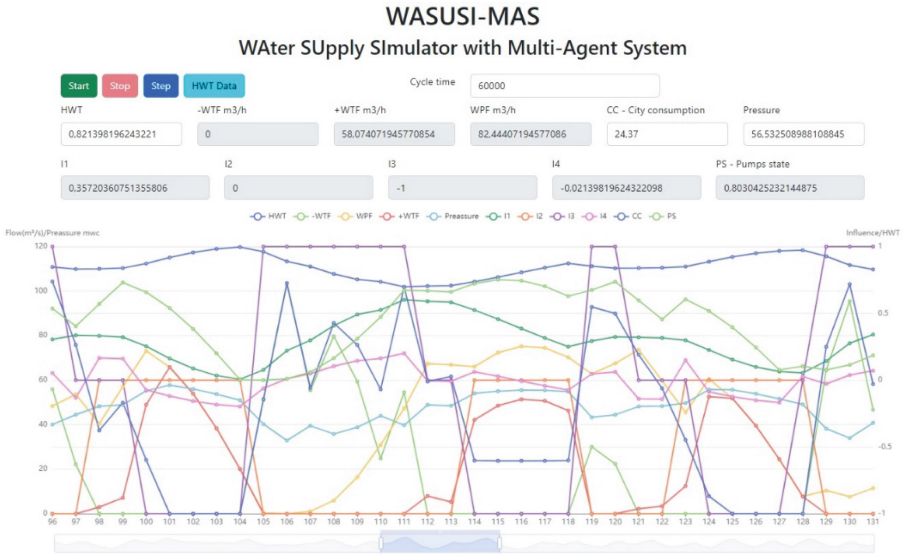 WASUSI-MAS
WAter SUpply SImulator with Multi-Agent System
Start Stop Step HWT Data Cycle time 60000
HWT -WTF m3/h +WTF m3/h WPF m3/h CC - City consumption Pressure
0,821398196243221 0 58,074071945770854 82,44407194577086 24,37 56,532508988108845
I1 I2 I3 I4 PS - Pumps state
0,35720360751355806 0 -1 -0,02139819624322098 0,8030425232144875
HWT -WTF WPF +WTF Preassure I1 I2 I3 I4 CC PS
Flow(m³/s)/Preassure mwc Influence/HWT
120 1
100
0.5
80
60 0
40
-0.5
20
0 -1
96 97 98 99 100 101 102 103 104 105 106 107 108 109 110 111 112 113 114 115 116 117 118 119 120 121 122 123 124 125 126 127 128 129 130 131